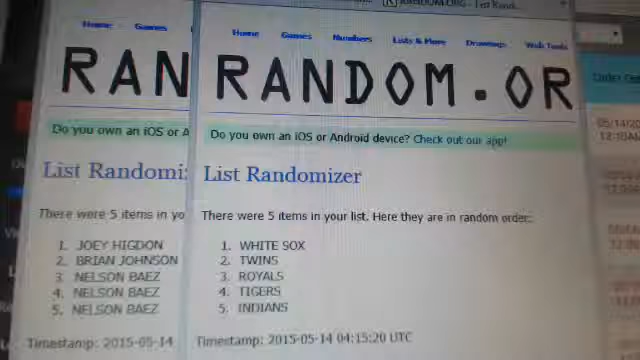 Home Games
RAN
Do you own an iOS or A
List Randomi
There were 5 items in yo
1. JOEY HIGDON
2. BRIAN JOHNSON
3. NELSON BAEZ
4. NELSON BAEZ
5. NELSON BAEZ
Timestamp: 2015-05-14
Home Games Numbers Lists & More Drawings Web Tools
RANDOM.OR
Do you own an iOS or Android device? Check out our app!
List Randomizer
There were 5 items in your list. Here they are in random order:
1. WHITE SOX
2. TWINS
3. ROYALS
4. TIGERS
5. INDIANS
Timestamp: 2015-05-14 04:15:20 UTC